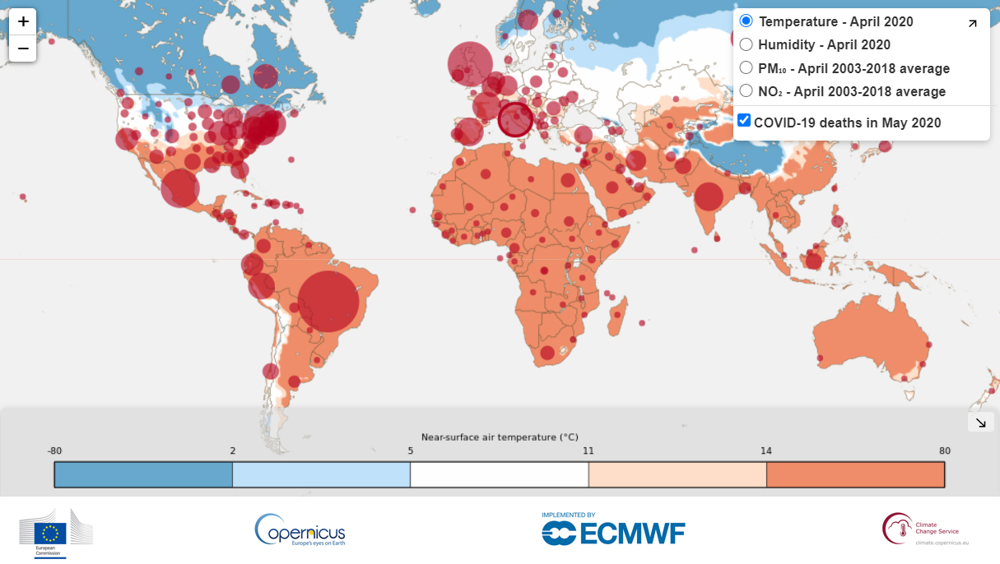 +
−
Temperature - April 2020
Humidity - April 2020
PM₁₀ - April 2003-2018 average
NO₂ - April 2003-2018 average
COVID-19 deaths in May 2020
Near-surface air temperature (°C)
-80 2 5 11 14 80
European
Commission
opernicus
Europe's eyes on Earth
IMPLEMENTED BY
ECMWF
Climate
Change Service
climate.copernicus.eu